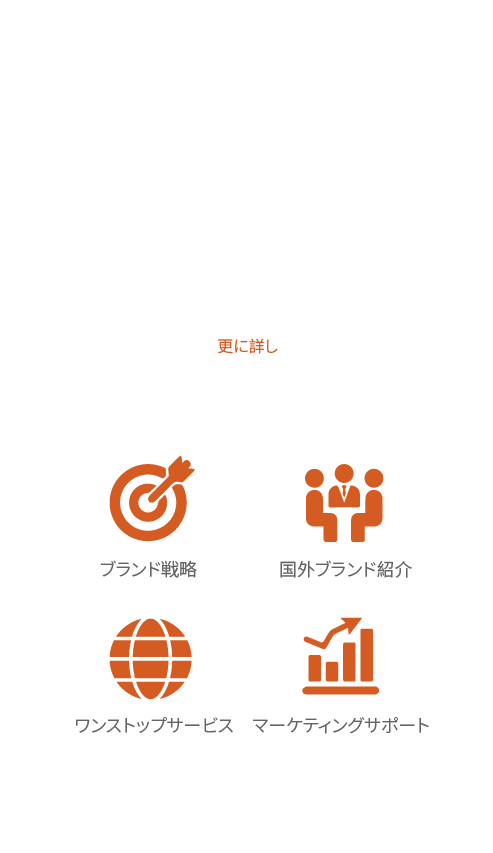 更に詳し
ブランド戦略
国外ブランド紹介
ワンストップサービス
マーケティングサポート